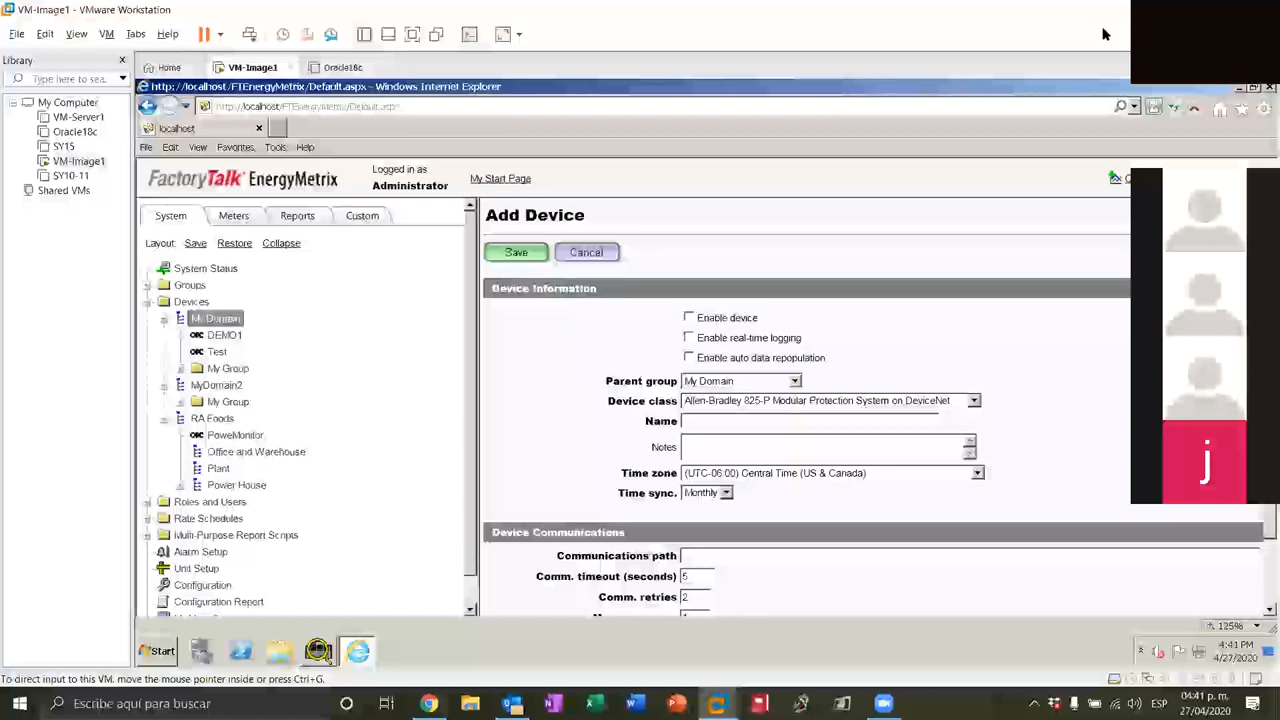 VM-Image1 - VMware Workstation
File Edit View VM Tabs Help
Library
Type here to sea...
My Computer
VM-Server1
Oracle18c
SY15
VM-Image1
SY10-11
Shared VMs
Home VM-Image1 Oracle18c
http://localhost/FTEnergyMetrix/Default.aspx - Windows Internet Explorer
http://localhost/FTEnergyMetrix/Default.aspx
localhost
File Edit View Favorites Tools Help
FactoryTalk EnergyMetrix
Logged in as
Administrator
My Start Page
System Meters Reports Custom
Layout: Save Restore Collapse
System Status
Groups
Devices
My Domain
DEMO1
Test
My Group
MyDomain2
My Group
RA Foods
PoweMonitor
Office and Warehouse
Plant
Power House
Roles and Users
Rate Schedules
Multi-Purpose Report Scripts
Alarm Setup
Unit Setup
Configuration
Configuration Report
Add Device
Save Cancel
Device Information
Enable device
Enable real-time logging
Enable auto data repopulation
Parent group My Domain
Device class Allen-Bradley 825-P Modular Protection System on DeviceNet
Name
Notes
Time zone (UTC-06:00) Central Time (US & Canada)
Time sync. Monthly
Device Communications
Communications path
Comm. timeout (seconds) 5
Comm. retries 2
j
125%
Start
4:41 PM
4/27/2020
To direct input to this VM, move the mouse pointer inside or press Ctrl+G.
Escribe aquí para buscar
ESP
04:41 p. m.
27/04/2020